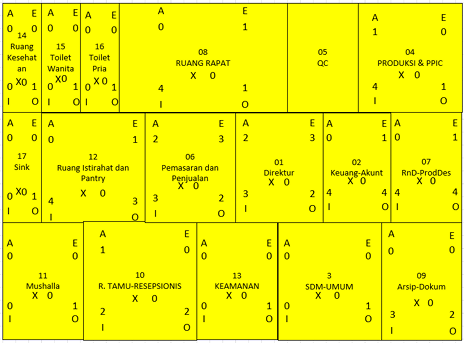 A E
0 0
14
Ruang
Kesehat
an
X0
0 1
I O
A E
0 0
15
Toilet
Wanita
X0
0 1
I O
A E
0 0
16
Toilet
Pria
X 0
0 1
I O
A E
0 1
08
RUANG RAPAT
X 0
4 1
I O
05
QC
A E
1 0
04
PRODUKSI & PPIC
X 0
4 1
I O
A E
0 0
17
Sink
X0
0 1
I O
A E
0 1
12
Ruang Istirahat dan
Pantry
X 0
4 3
I O
A E
2 3
06
Pemasaran dan
Penjualan
X 0
3 2
I O
A E
2 3
01
Direktur
X 0
3 2
I O
A E
0 1
02
Keuang-Akunt
X 0
4 4
I O
A E
0 1
07
RnD-ProdDes
X 0
4 4
I O
A E
0 0
11
Mushalla
X 0
0 1
I O
A E
1 0
10
R. TAMU-RESEPSIONIS
X 0
2 2
I O
A E
0 0
13
KEAMANAN
X 0
0 1
I O
A E
0 0
3
SDM-UMUM
X 0
0 1
I O
A E
0 0
09
Arsip-Dokum
X 0
3 2
I O